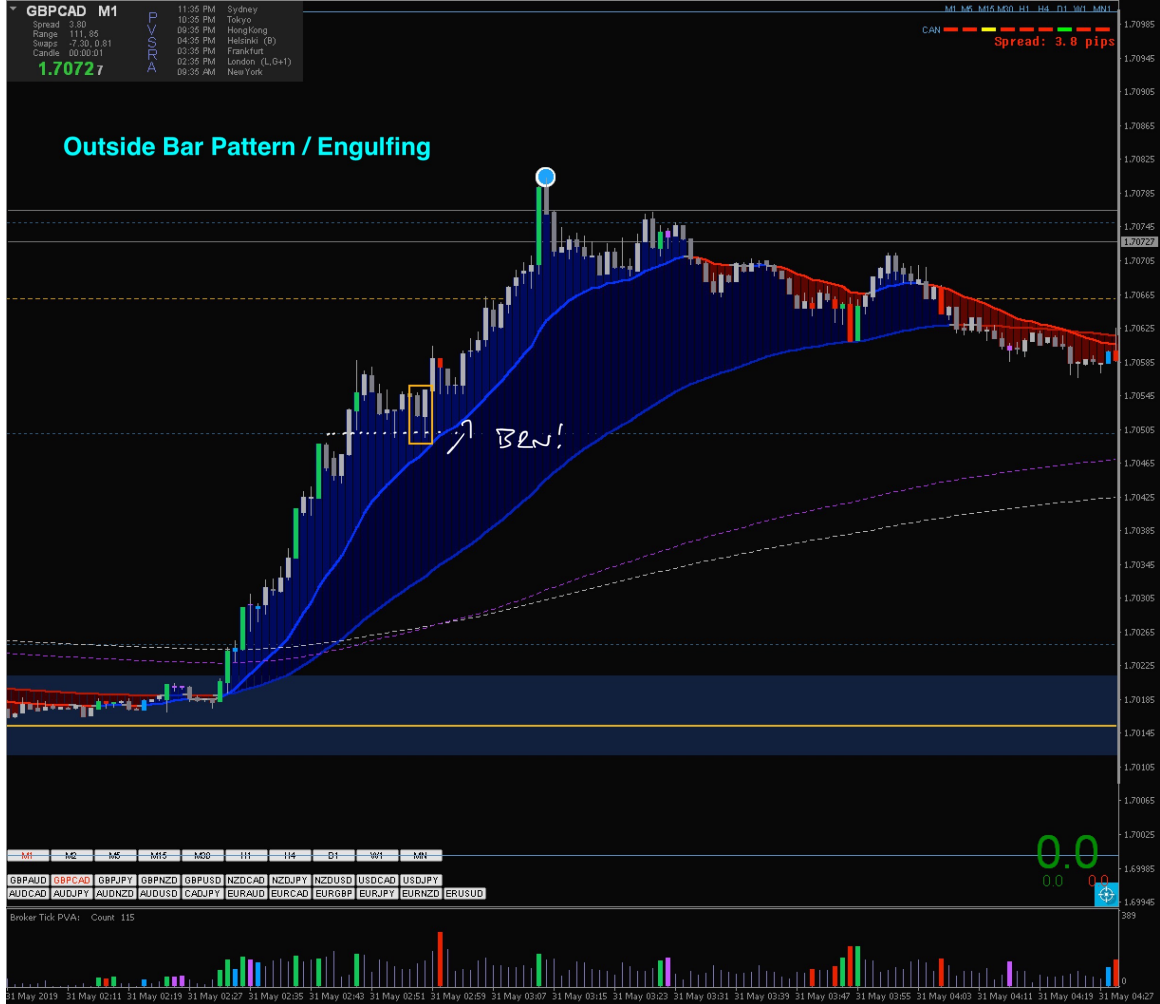 GBPCAD M1
Spread 3.80
Range 111, 85
Swaps -7.30, 0.81
Candle 00:00:01
1.70727
P
V
S
R
A
11:35 PM Sydney
10:35 PM Tokyo
09:35 PM HongKong
04:35 PM Helsinki (B)
03:35 PM Frankfurt
02:35 PM London (L,G+1)
09:35 AM NewYork
M1 M5 M15 M30 H1 H4 D1 W1 MN1
CAN
Spread: 3.8 pips
Outside Bar Pattern / Engulfing
BRN!
1.70985
1.70945
1.70905
1.70865
1.70825
1.70785
1.70745
1.70727
1.70705
1.70665
1.70625
1.70585
1.70545
1.70505
1.70465
1.70425
1.70385
1.70345
1.70305
1.70265
1.70225
1.70185
1.70145
1.70105
1.70065
1.70025
1.69985
1.69945
0.0
0.0 0.0
M1 M2 M5 M15 M30 H1 H4 D1 W1 MN
GBPAUD GBPCAD GBPJPY GBPNZD GBPUSD NZDCAD NZDJPY NZDUSD USDCAD USDJPY
AUDCAD AUDJPY AUDNZD AUDUSD CADJPY EURAUD EURCAD EURGBP EURJPY EURNZD ERUSUD
Broker Tick PVA: Count 115
389
0
31 May 2019 31 May 02:11 31 May 02:19 31 May 02:27 31 May 02:35 31 May 02:43 31 May 02:51 31 May 02:59 31 May 03:07 31 May 03:15 31 May 03:23 31 May 03:31 31 May 03:39 31 May 03:47 31 May 03:55 31 May 04:03 31 May 04:11 31 May 04:19 31 May 04:27